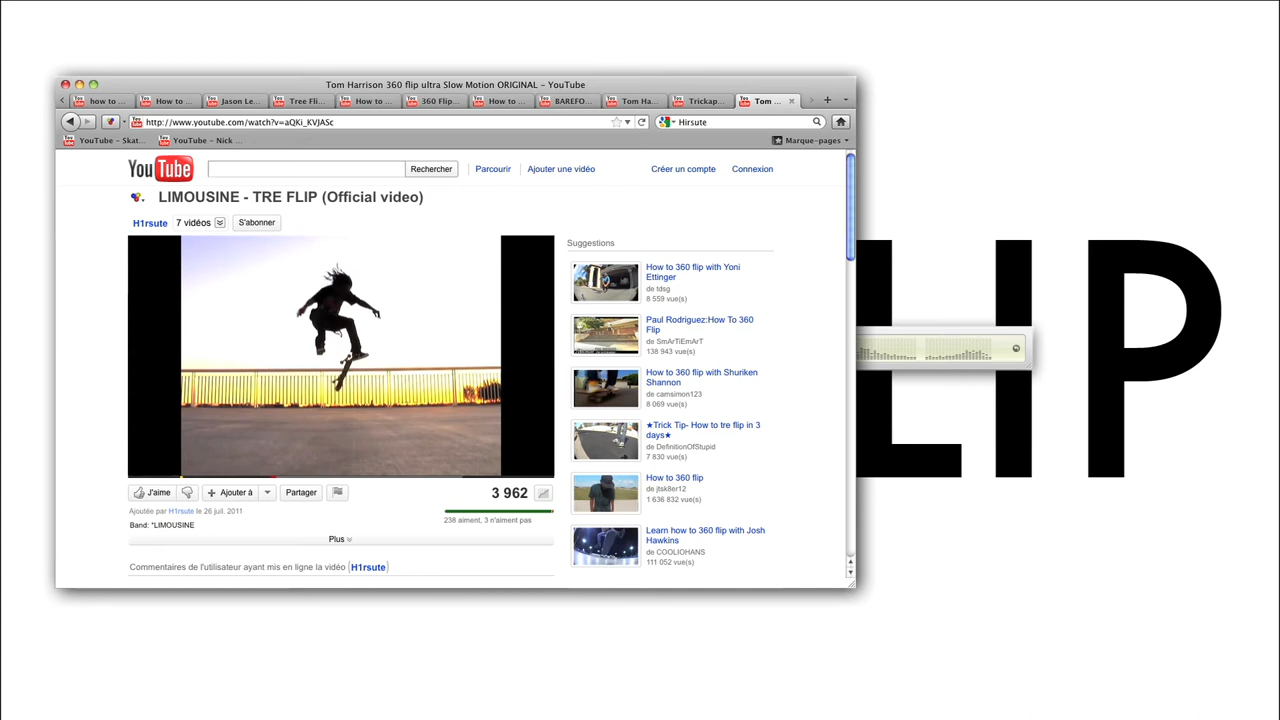 Tom Harrison 360 flip ultra Slow Motion ORIGINAL – YouTube
how to ...
How to ...
Jason Le...
Tree Fli...
How to ...
360 Flip...
How to ...
BAREFO...
Tom Ha...
Trickap...
Tom ...
http://www.youtube.com/watch?v=aQKi_KVJASc
Hirsute
YouTube – Skat...
YouTube – Nick ...
Marque-pages
YouTube
Rechercher
Parcourir
Ajouter une vidéo
Créer un compte
Connexion
LIMOUSINE - TRE FLIP (Official video)
H1rsute
7 vidéos
S'abonner
Suggestions
How to 360 flip with Yoni
Ettinger
de tdsg
8 559 vue(s)
Paul Rodriguez:How To 360
Flip
de SmArTiEmArT
138 943 vue(s)
How to 360 flip with Shuriken
Shannon
de camsimon123
8 069 vue(s)
★Trick Tip- How to tre flip in 3
days★
de DefinitionOfStupid
7 830 vue(s)
How to 360 flip
de jtsk8er12
1 636 832 vue(s)
Learn how to 360 flip with Josh
Hawkins
de COOLIOHANS
111 052 vue(s)
J'aime
Ajouter à
Partager
3 962
Ajoutée par H1rsute le 26 juil. 2011
238 aiment, 3 n'aiment pas
Band: *LIMOUSINE
Plus
Commentaires de l'utilisateur ayant mis en ligne la vidéo (H1rsute)
LIP